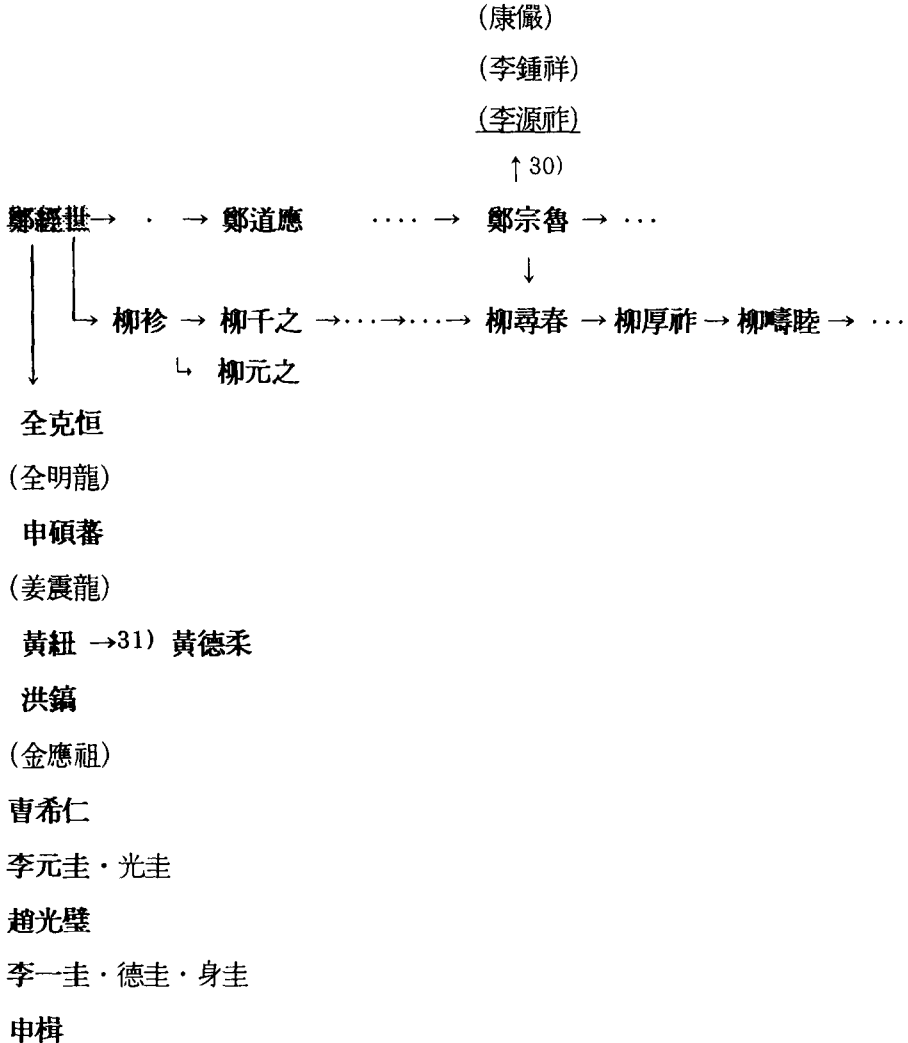 (康儼)
(李鍾祥)
(李源祚)
↑ 30)
鄭經世→ · → 鄭道應 ···· → 鄭宗魯 → ···
↓
→ 柳袗 → 柳千之 →···→···→ 柳尋春 → 柳厚祚 → 柳疇睦 → ···
↳ 柳元之
全克恒
(全明龍)
申碩蕃
(姜震龍)
黃紐 →31) 黃德柔
洪鎬
(金應祖)
曺希仁
李元圭 · 光圭
趙光璧
李一圭 · 德圭 · 身圭
申楫